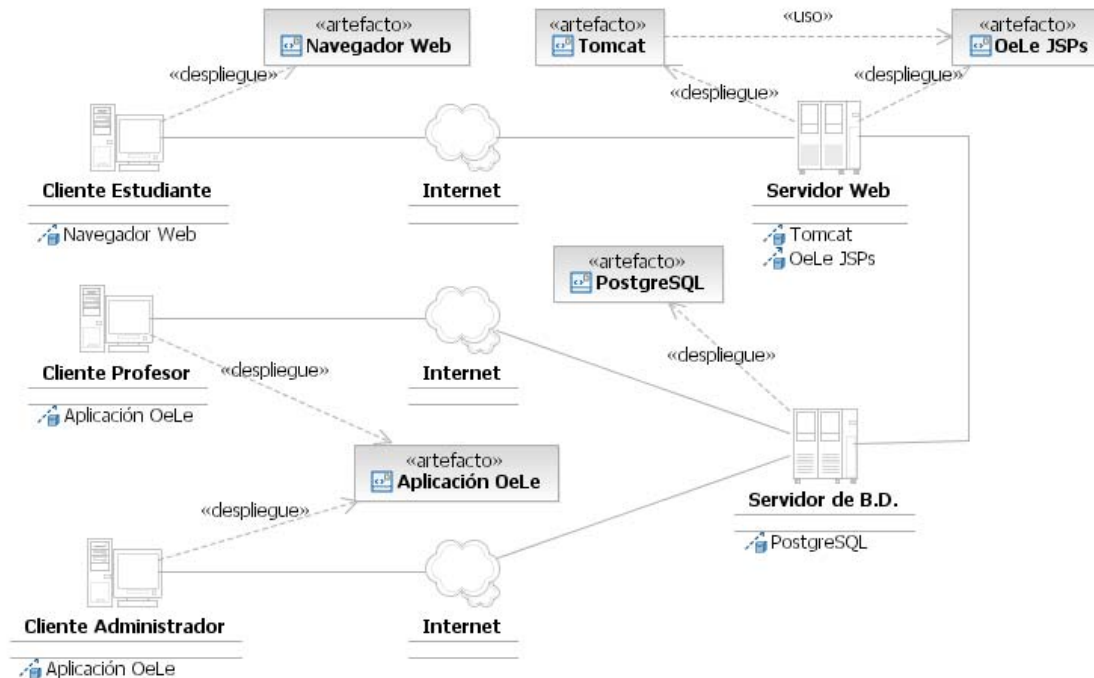 «artefacto»
Navegador Web
«artefacto»
Tomcat
«uso»
«artefacto»
OeLe JSPs
«despliegue»
«despliegue»
«despliegue»
Cliente Estudiante
Navegador Web
Internet
Servidor Web
Tomcat
OeLe JSPs
«artefacto»
PostgreSQL
«despliegue»
Cliente Profesor
Aplicación OeLe
«despliegue»
Internet
«artefacto»
Aplicación OeLe
«despliegue»
Servidor de B.D.
PostgreSQL
Cliente Administrador
Aplicación OeLe
Internet